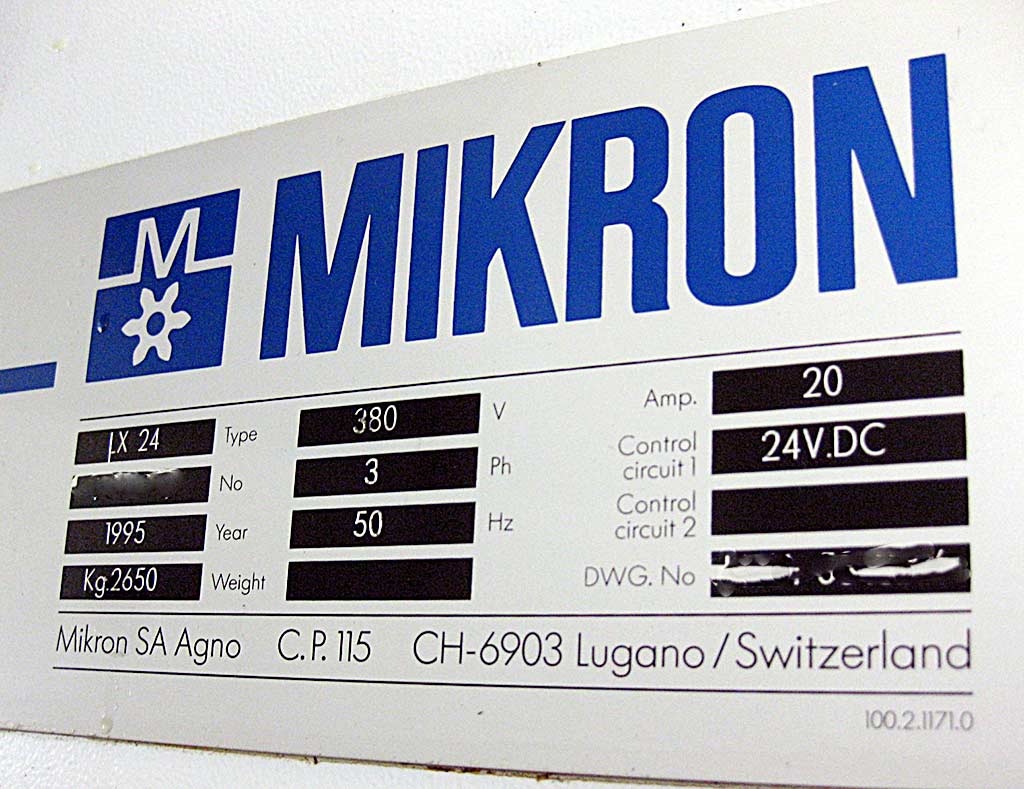 M
MIKRON
LX 24 Type 380 V Amp. 20
No 3 Ph Control circuit 1 24V.DC
1995 Year 50 Hz Control circuit 2
Kg.2650 Weight DWG. No
Mikron SA Agno C.P. 115 CH-6903 Lugano / Switzerland
100.2.1171.0